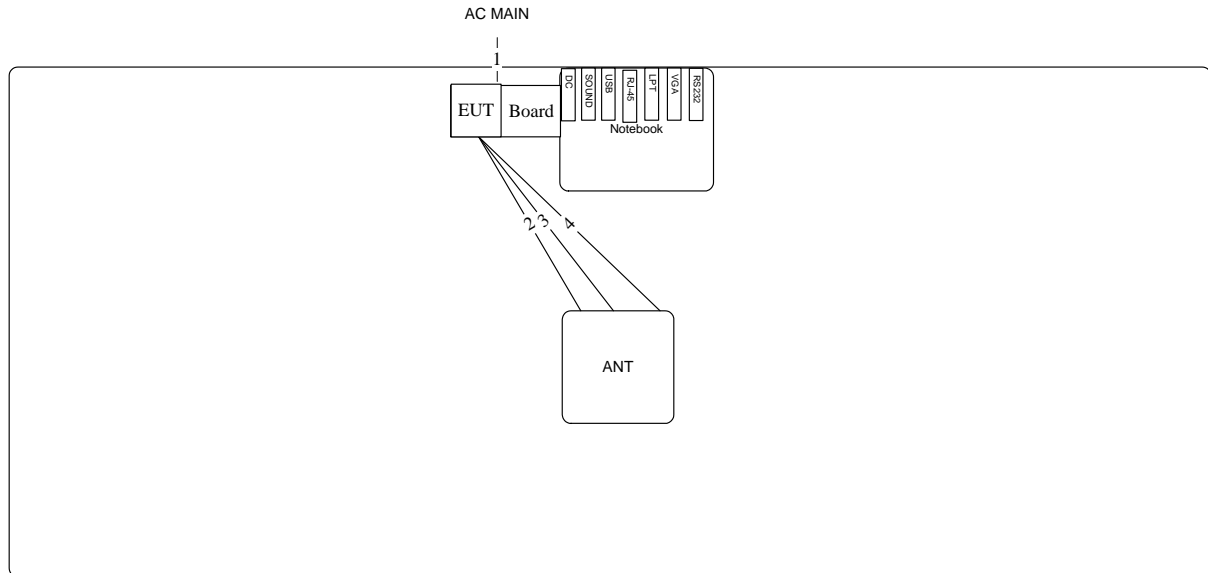 AC MAIN
1
EUT
Board
DC
SOUND
USB
RJ-45
LPT
VGA
RS232
Notebook
2
3
4
ANT